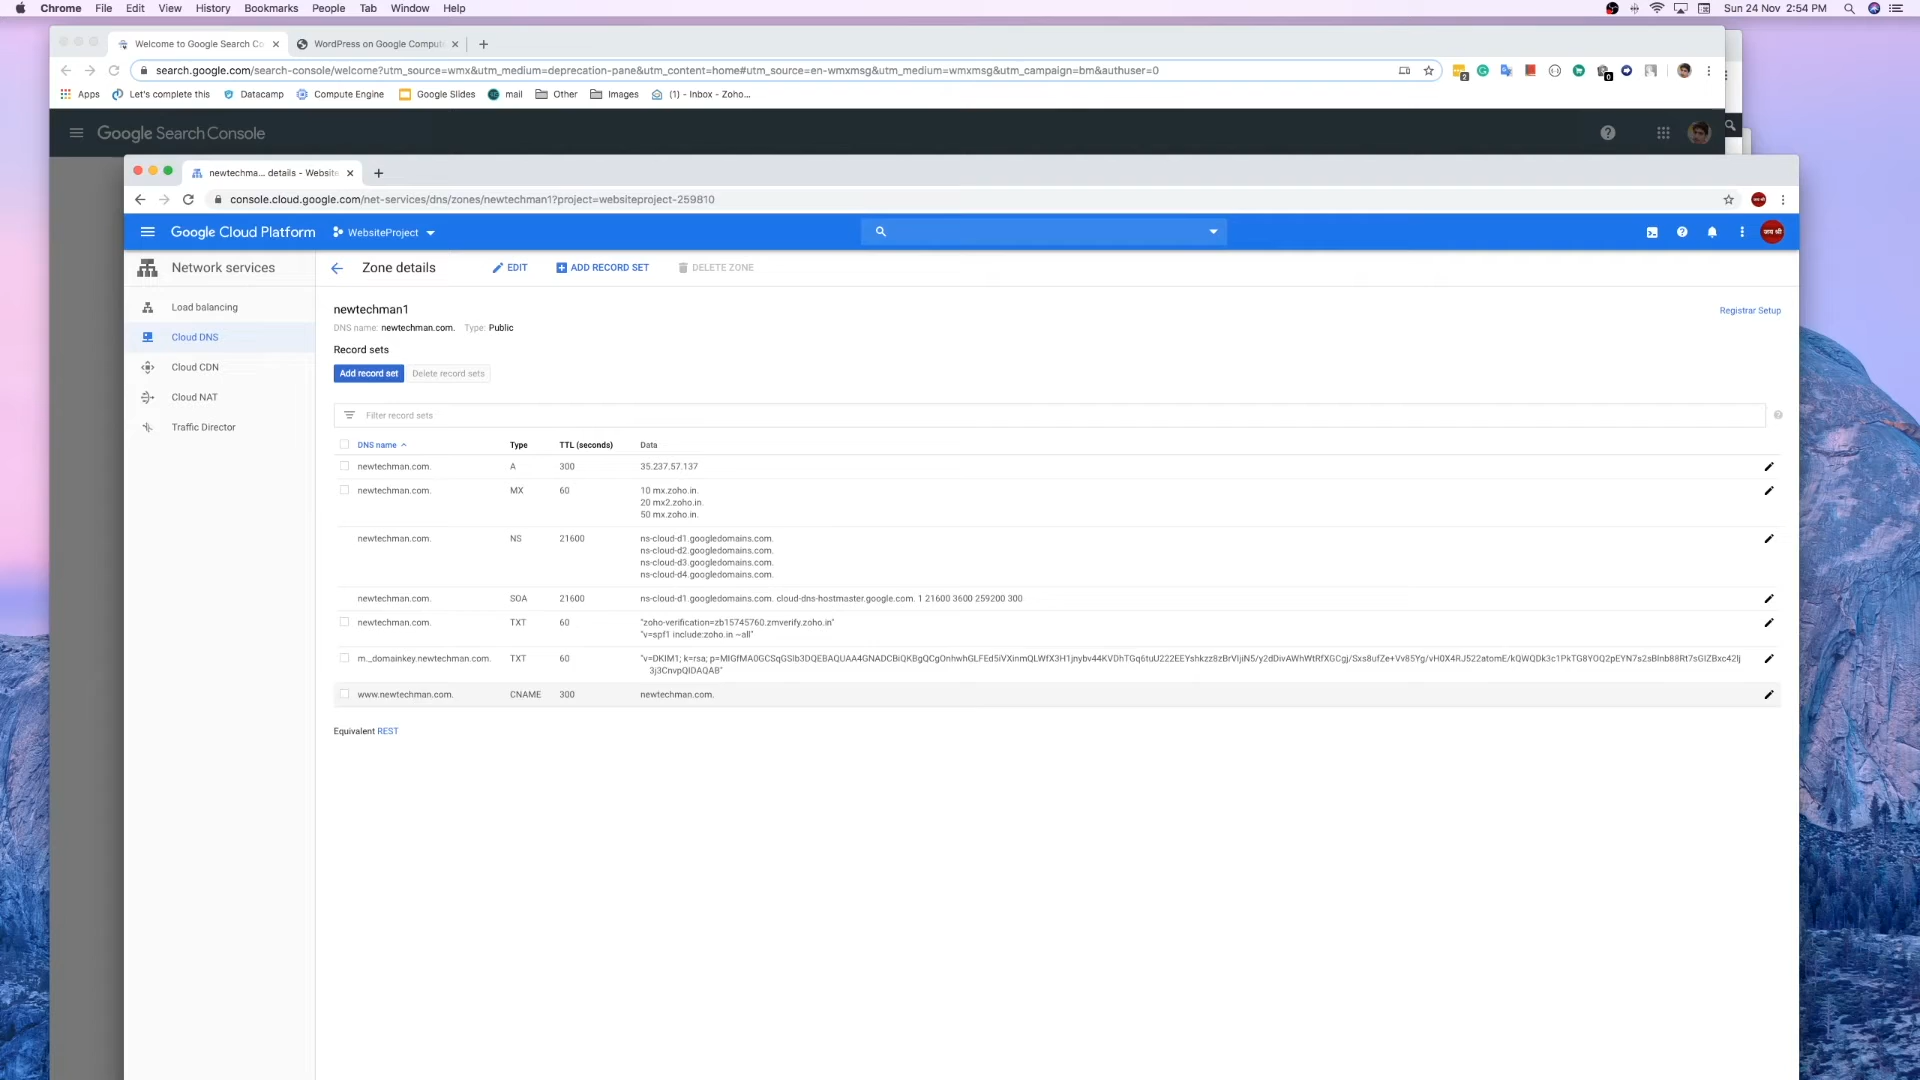 Chrome File Edit View History Bookmarks People Tab Window Help
Sun 24 Nov 2:54 PM
Welcome to Google Search Co
WordPress on Google Comput
search.google.com/search-console/welcome?utm_source=wmx&utm_medium=deprecation-pane&utm_content=home#utm_source=en-wmxmsg&utm_medium=wmxmsg&utm_campaign=bm&authuser=0
Apps Let's complete this Datacamp Compute Engine Google Slides mail Other Images (1) - Inbox - Zoho...
Google Search Console
newtechma... details - Website
console.cloud.google.com/net-services/dns/zones/newtechman1?project=websiteproject-259810
Google Cloud Platform WebsiteProject
जय श्री
Network services
Zone details EDIT ADD RECORD SET DELETE ZONE
Load balancing
Cloud DNS
Cloud CDN
Cloud NAT
Traffic Director
newtechman1
Registrar Setup
DNS name: newtechman.com. Type: Public
Record sets
Add record set Delete record sets
Filter record sets
DNS name Type TTL (seconds) Data
newtechman.com. A 300 35.237.57.137
newtechman.com. MX 60 10 mx.zoho.in.
20 mx2.zoho.in.
50 mx.zoho.in.
newtechman.com. NS 21600 ns-cloud-d1.googledomains.com.
ns-cloud-d2.googledomains.com.
ns-cloud-d3.googledomains.com.
ns-cloud-d4.googledomains.com.
newtechman.com. SOA 21600 ns-cloud-d1.googledomains.com. cloud-dns-hostmaster.google.com. 1 21600 3600 259200 300
newtechman.com. TXT 60 "zoho-verification=zb15745760.zmverify.zoho.in"
"v=spf1 include:zoho.in ~all"
m._domainkey.newtechman.com. TXT 60 "v=DKIM1; k=rsa;
3j3CnvpQIDAQAB"
www.newtechman.com. CNAME 300 newtechman.com.
Equivalent REST